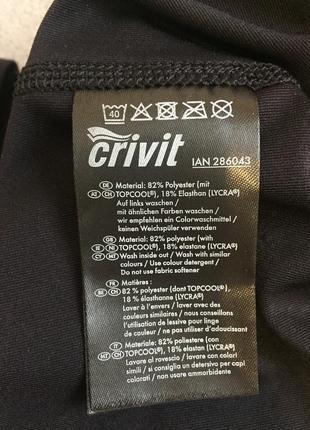 40
crivit
IAN 286043
DE Material: 82% Polyester (mit
AT CH TOPCOOL®), 18% Elasthan (LYCRA®)
Auf links waschen /
mit ähnlichen Farben waschen /
wir empfehlen ein Colorwaschmittel /
keinen Weichspüler verwenden
GB Material: 82% polyester (with
IE NI TOPCOOL®), 18% elastane (LYCRA®)
CY MT Wash inside out / Wash with similar
colours / Use colour detergent /
Do not use fabric softener
FR Matières :
BE CH 82 % polyester (dont TOPCOOL®),
18 % élasthanne (LYCRA®)
Laver à l'envers / laver avec des
couleurs similaires / nous conseillons
l'utilisation de lessive pour linge
de couleur / ne pas utiliser d'adoucissant
IT Materiale: 82% poliestere (con
MT CH TOPCOOL®), 18% elastan (LYCRA®)
Lavare al rovescio / lavare con colori
simili / si consiglia un detersivo per capi
colorati / non usare ammorbidente